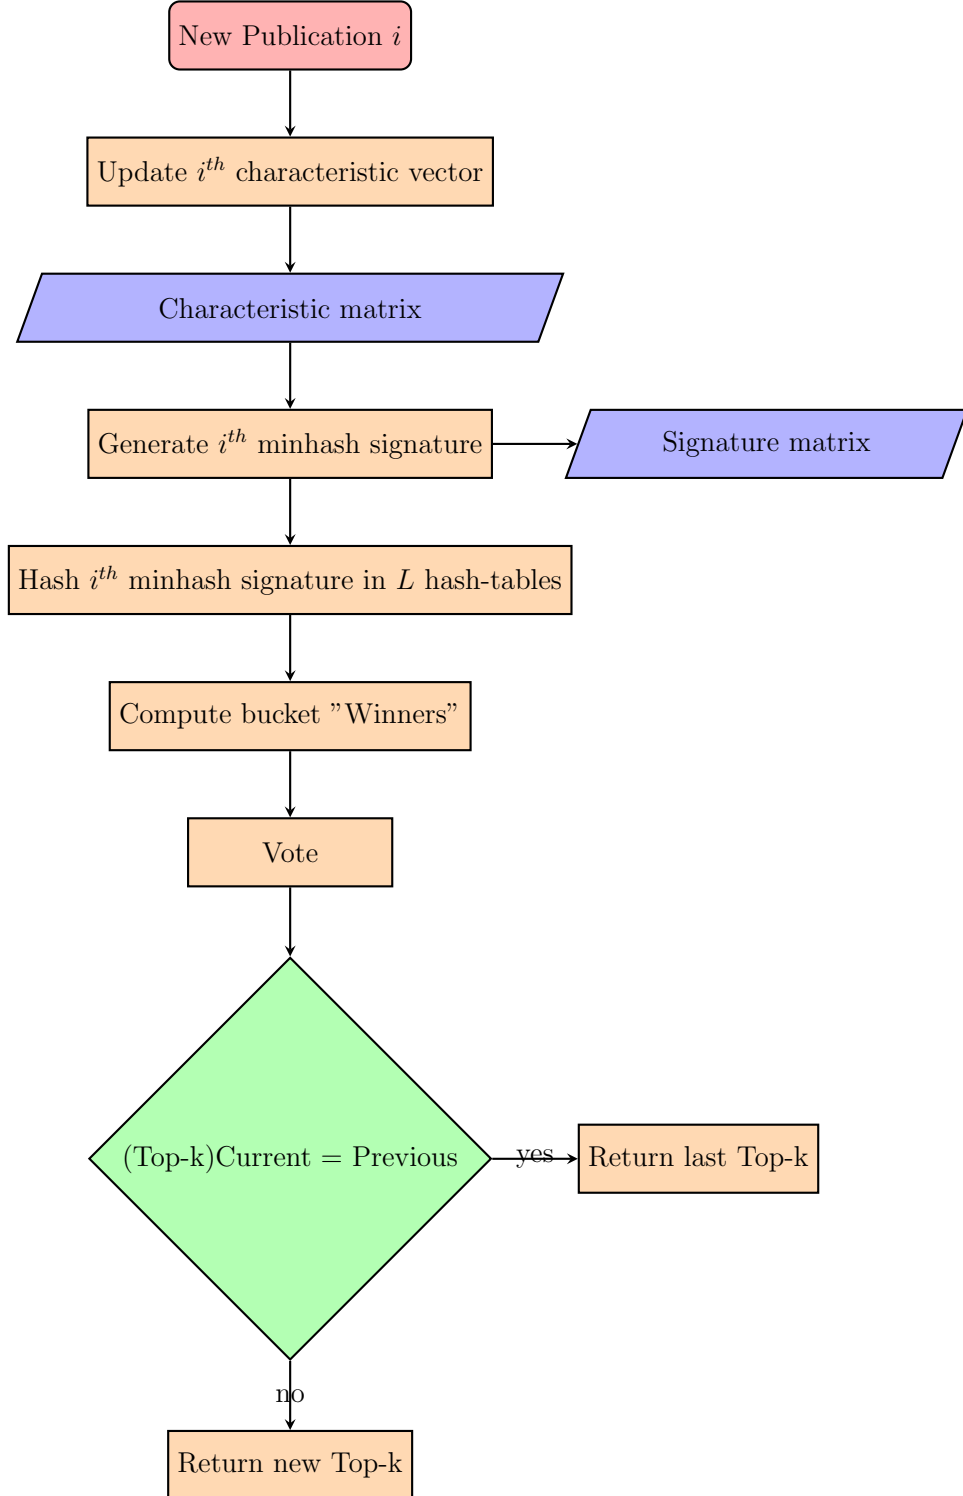 New Publication i
Update i^th characteristic vector
Characteristic matrix
Generate i^th minhash signature
Signature matrix
Hash i^th minhash signature in L hash-tables
Compute bucket ”Winners”
Vote
(Top-k)Current = Previous
yes
Return last Top-k
no
Return new Top-k